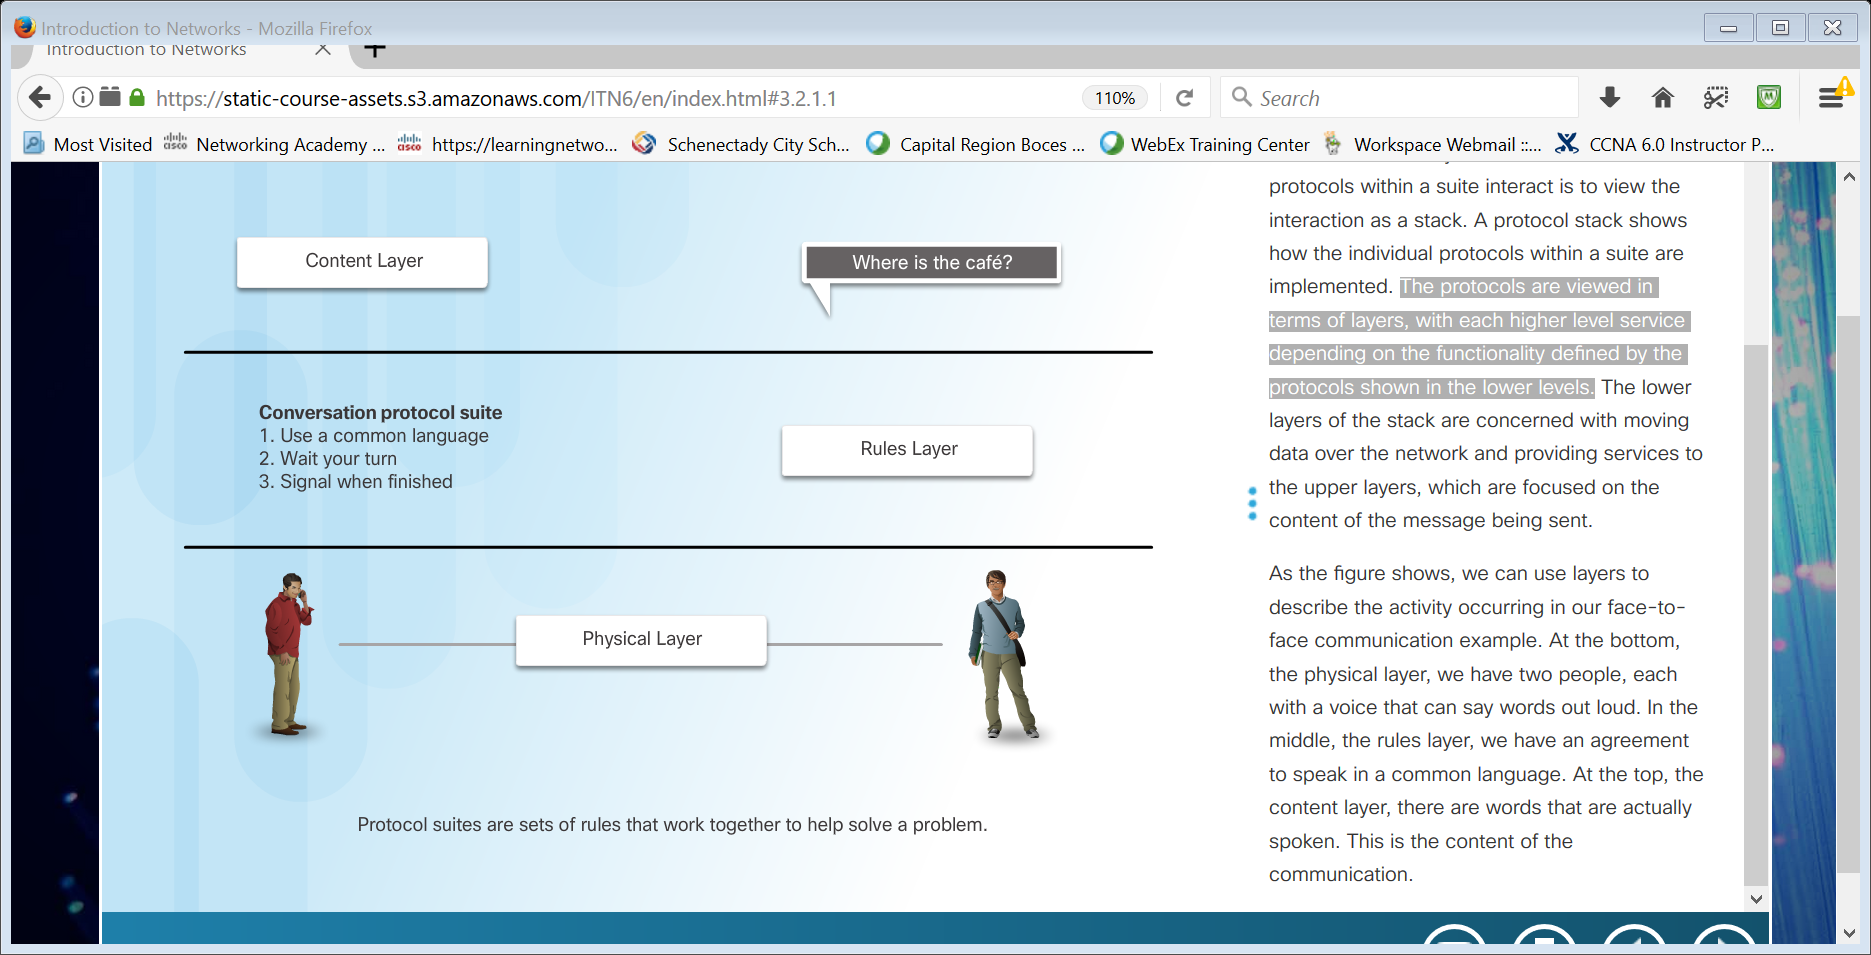 Introduction to Networks - Mozilla Firefox
Introduction to Networks
https://static-course-assets.s3.amazonaws.com/ITN6/en/index.html#3.2.1.1
110%
Search
Most Visited
Networking Academy ...
https://learningnetwo...
Schenectady City Sch...
Capital Region Boces ...
WebEx Training Center
Workspace Webmail ::...
CCNA 6.0 Instructor P...
Content Layer
Where is the café?
Conversation protocol suite
1. Use a common language
2. Wait your turn
3. Signal when finished
Rules Layer
Physical Layer
Protocol suites are sets of rules that work together to help solve a problem.
protocols within a suite interact is to view the
interaction as a stack. A protocol stack shows
how the individual protocols within a suite are
implemented. The protocols are viewed in
terms of layers, with each higher level service
depending on the functionality defined by the
protocols shown in the lower levels. The lower
layers of the stack are concerned with moving
data over the network and providing services to
the upper layers, which are focused on the
content of the message being sent.
As the figure shows, we can use layers to
describe the activity occurring in our face-to-
face communication example. At the bottom,
the physical layer, we have two people, each
with a voice that can say words out loud. In the
middle, the rules layer, we have an agreement
to speak in a common language. At the top, the
content layer, there are words that are actually
spoken. This is the content of the
communication.